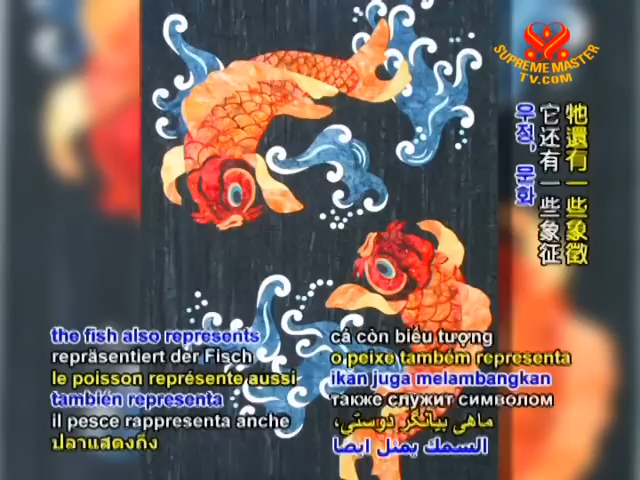 SUPREME MASTER
TV.COM
牠還有一些象徵
它还有一些象征
우정, 문화
the fish also represents
repräsentiert der Fisch
le poisson représente aussi
también representa
il pesce rappresenta anche
ปลาแสดงถึง
cá còn biểu tượng
o peixe também representa
ikan juga melambangkan
также служит символом
ماهی بیانگر دوستی،
السمك يمثل ايضا